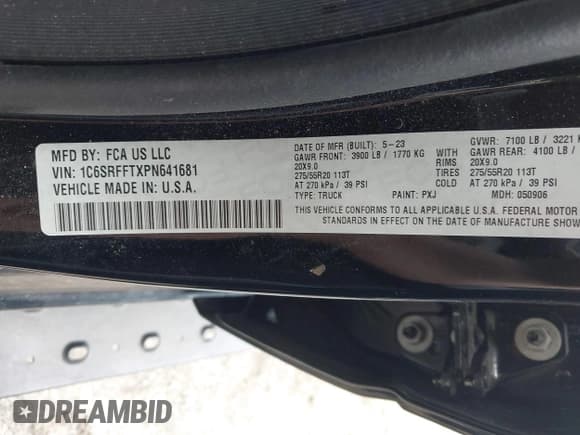 MFD BY: FCA US LLC
VIN: 1C6SRFFTXPN641681
VEHICLE MADE IN U.S.A.
DATE OF MFR (BUILT): 5-23
GAWR FRONT: 3900 LB / 1770 KG
20X9.0
275/55R20 113T
AT 270 kPa / 39 PSI
TYPE: TRUCK PAINT: PXJ MDH: 050906
GVWR: 7100 LB / 3221 K
GAWR REAR: 4100 LB /
RIMS 20X9.0
TIRES 275/55R20 113T
COLD AT 270 kPa / 39 PSI
THIS VEHICLE CONFORMS TO ALL APPLICABLE U.S.A. FEDERAL MOTOR
STANDARDS IN EFFECT ON THE DATE OF MANUFACTURE SHOW
DREAMBID